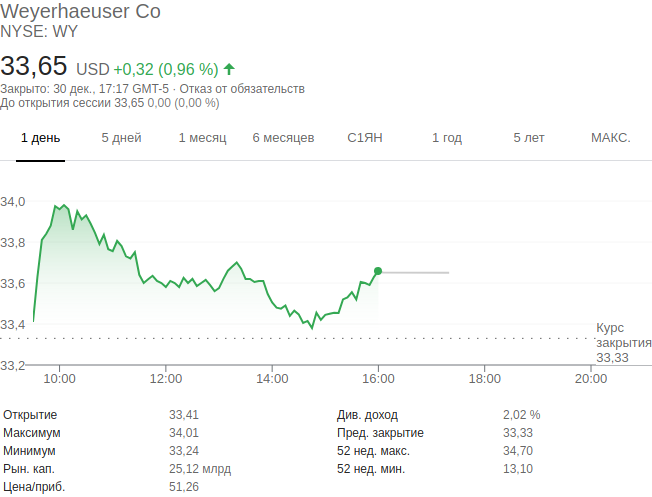 Weyerhaeuser Co
NYSE: WY
33,65 USD +0,32 (0,96 %)
Закрыто: 30 дек., 17:17 GMT-5 · Отказ от обязательств
До открытия сессии 33,65 0,00 (0,00 %)
1 день 5 дней 1 месяц 6 месяцев С1ЯН 1 год 5 лет МАКС.
34,0
33,8
33,6
33,4
Курс
закрытия
33,33
33,2
10:00 12:00 14:00 16:00 18:00 20:00
Открытие 33,41 Див. доход 2,02 %
Максимум 34,01 Пред. закрытие 33,33
Минимум 33,24 52 нед. макс. 34,70
Рын. кап. 25,12 млрд 52 нед. мин. 13,10
Цена/приб. 51,26